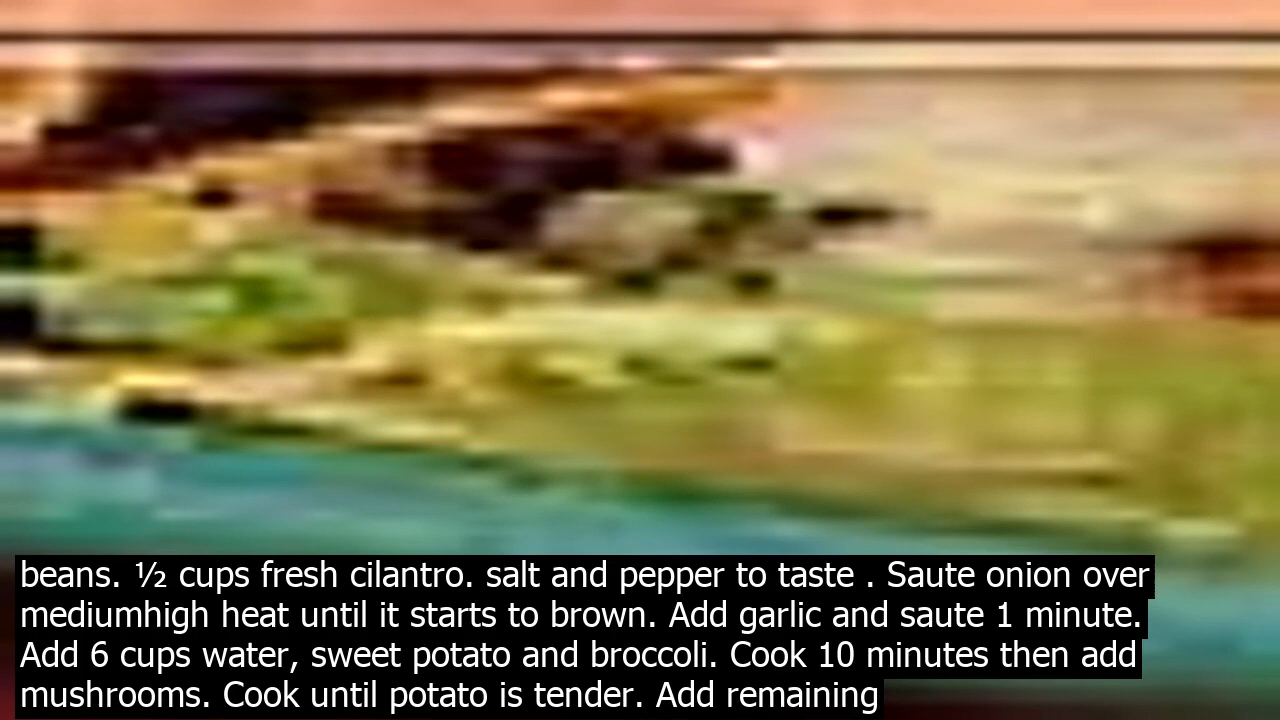 beans. ½ cups fresh cilantro. salt and pepper to taste . Saute onion over
mediumhigh heat until it starts to brown. Add garlic and saute 1 minute.
Add 6 cups water, sweet potato and broccoli. Cook 10 minutes then add
mushrooms. Cook until potato is tender. Add remaining